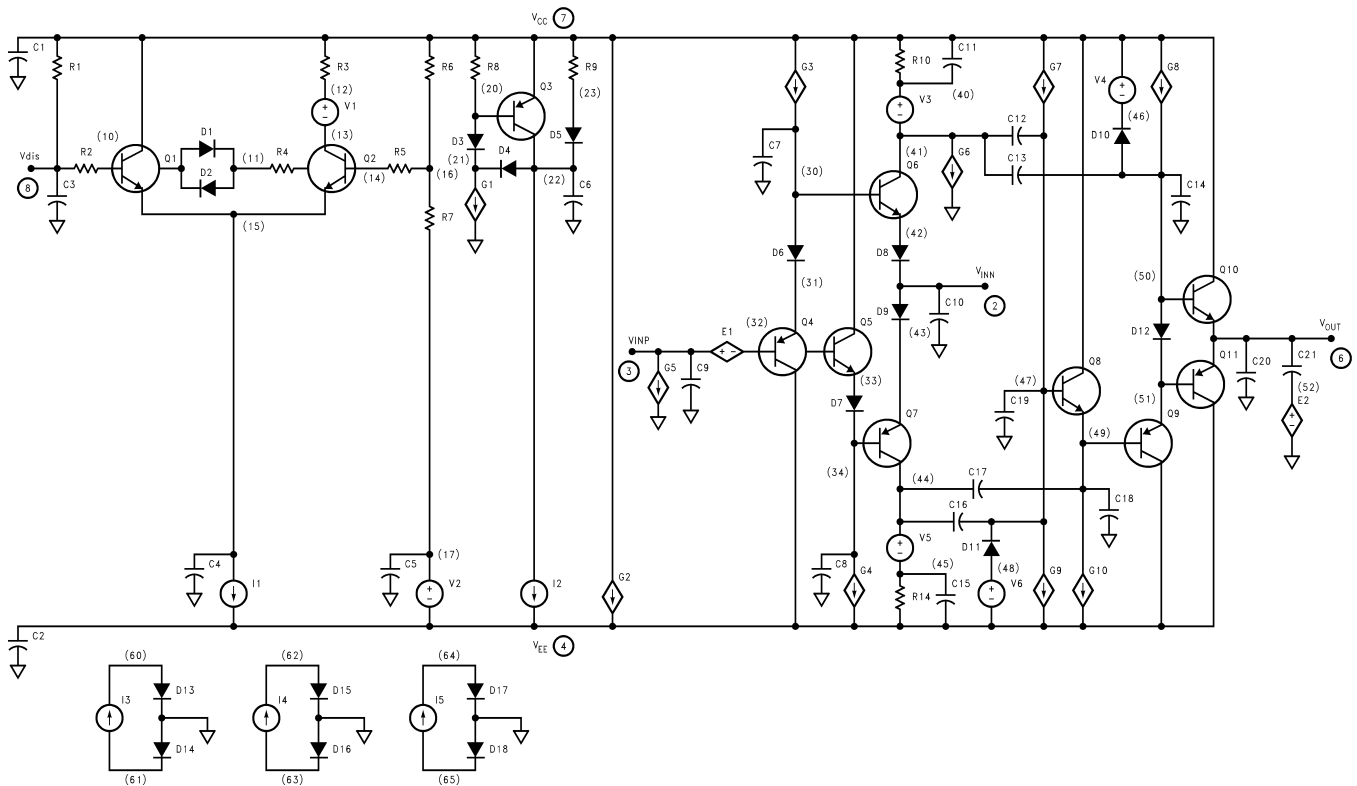 VCC 7
C1
R1
R3
R6
R8
R9
Q3
G3
R10
C11
G7
V4
G8
(12)
(20)
(23)
(40)
V1
V3
(46)
Vdis
(10)
D1
(13)
D3
D5
C7
C12
D10
R2
Q1
(11)
R4
Q2
R5
(21)
D4
(41)
G6
C13
8
C3
D2
(14)
(16)
G1
(22)
C6
(30)
Q6
C14
(15)
R7
(42)
D6
D8
VINN
(31)
(50)
Q10
2
D9
C10
(43)
D12
VINP
E1
(32)
Q4
Q5
VOUT
3
G5
C9
(33)
Q8
Q11
C20
C21
6
(47)
(52)
D7
C19
(51)
E2
Q7
(49)
Q9
(34)
(44)
C17
C16
C18
C4
C5
(17)
V5
D11
C8
(45)
(48)
I1
V2
I2
G2
G4
R14
C15
V6
G9
G10
C2
VEE 4
(60)
(62)
(64)
I3
D13
I4
D15
I5
D17
D14
D16
D18
(61)
(63)
(65)